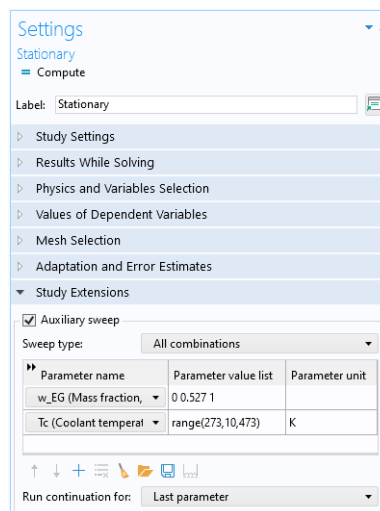 Settings
Stationary
= Compute
Label: Stationary
Study Settings
Results While Solving
Physics and Variables Selection
Values of Dependent Variables
Mesh Selection
Adaptation and Error Estimates
Study Extensions
Auxiliary sweep
Sweep type: All combinations
Parameter name Parameter value list Parameter unit
w_EG (Mass fraction, 0 0.527 1
Tc (Coolant temperat range(273,10,473) K
Run continuation for: Last parameter